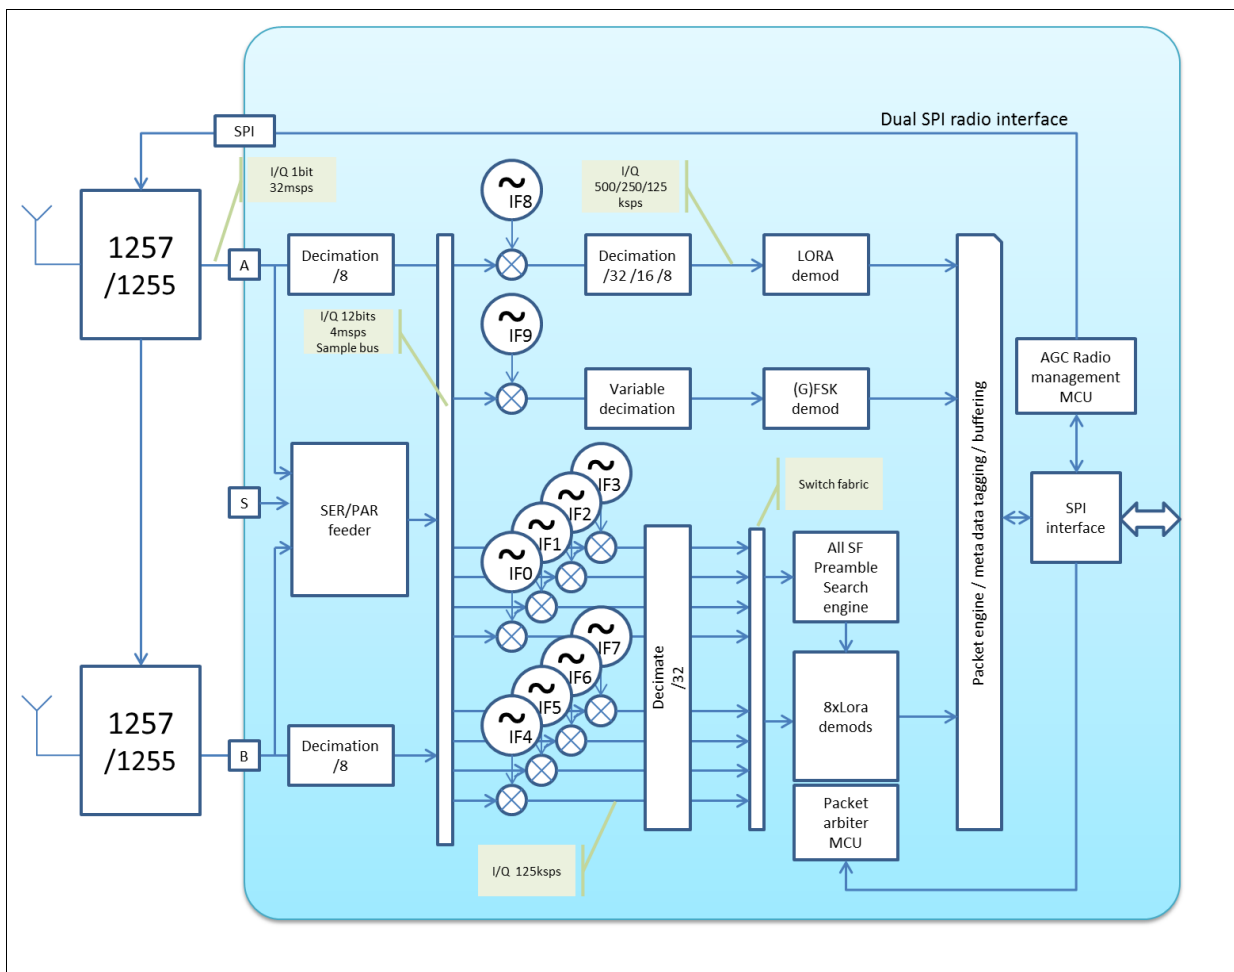 Dual SPI radio interface
SPI
I/Q 1bit
32msps
I/Q
500/250/125
ksps
~
IF8
1257
/1255
A
Decimation
/8
Decimation
/32 /16 /8
LORA
demod
I/Q 12bits
4msps
Sample bus
~
IF9
Variable
decimation
(G)FSK
demod
AGC Radio
management
MCU
Packet engine / meta data tagging / buffering
~
IF3
~
IF2
~
IF1
~
IF0
Switch fabric
S
SER/PAR
feeder
SPI
interface
All SF
Preamble
Search
engine
~
IF7
~
IF6
~
IF5
~
IF4
Decimate
/32
8xLora
demods
1257
/1255
B
Decimation
/8
Packet
arbiter
MCU
I/Q 125ksps